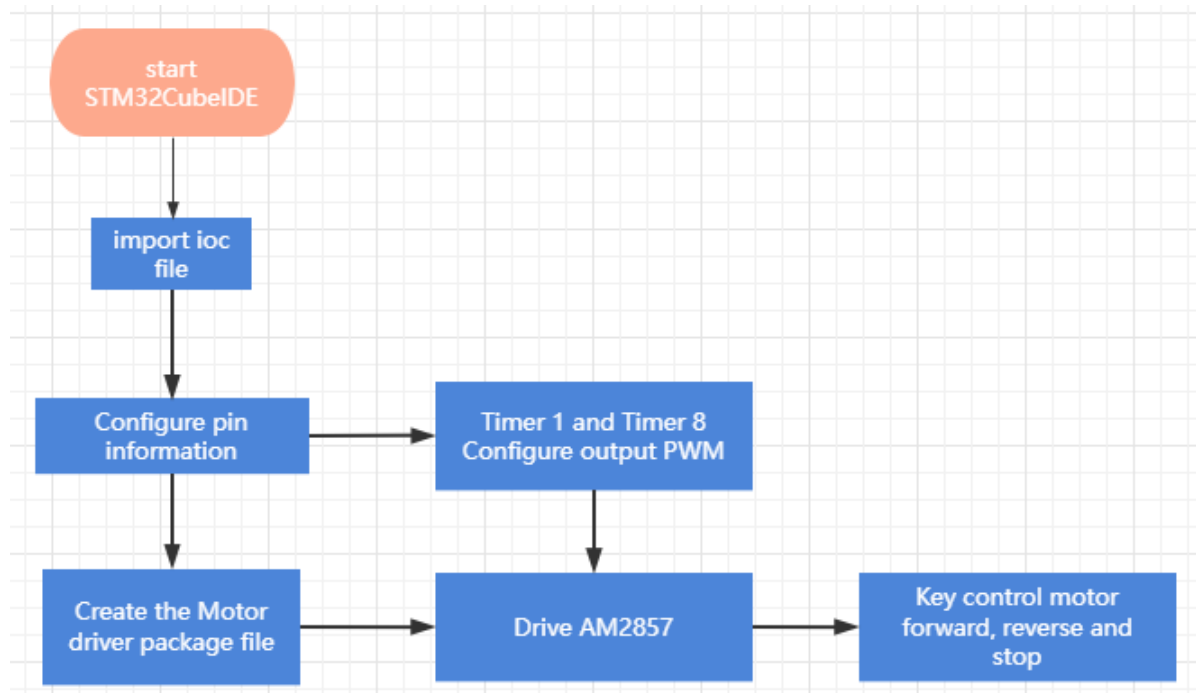 start
STM32CubeIDE
import ioc
file
Configure pin
information
Timer 1 and Timer 8
Configure output PWM
Create the Motor
driver package file
Drive AM2857
Key control motor
forward, reverse and
stop